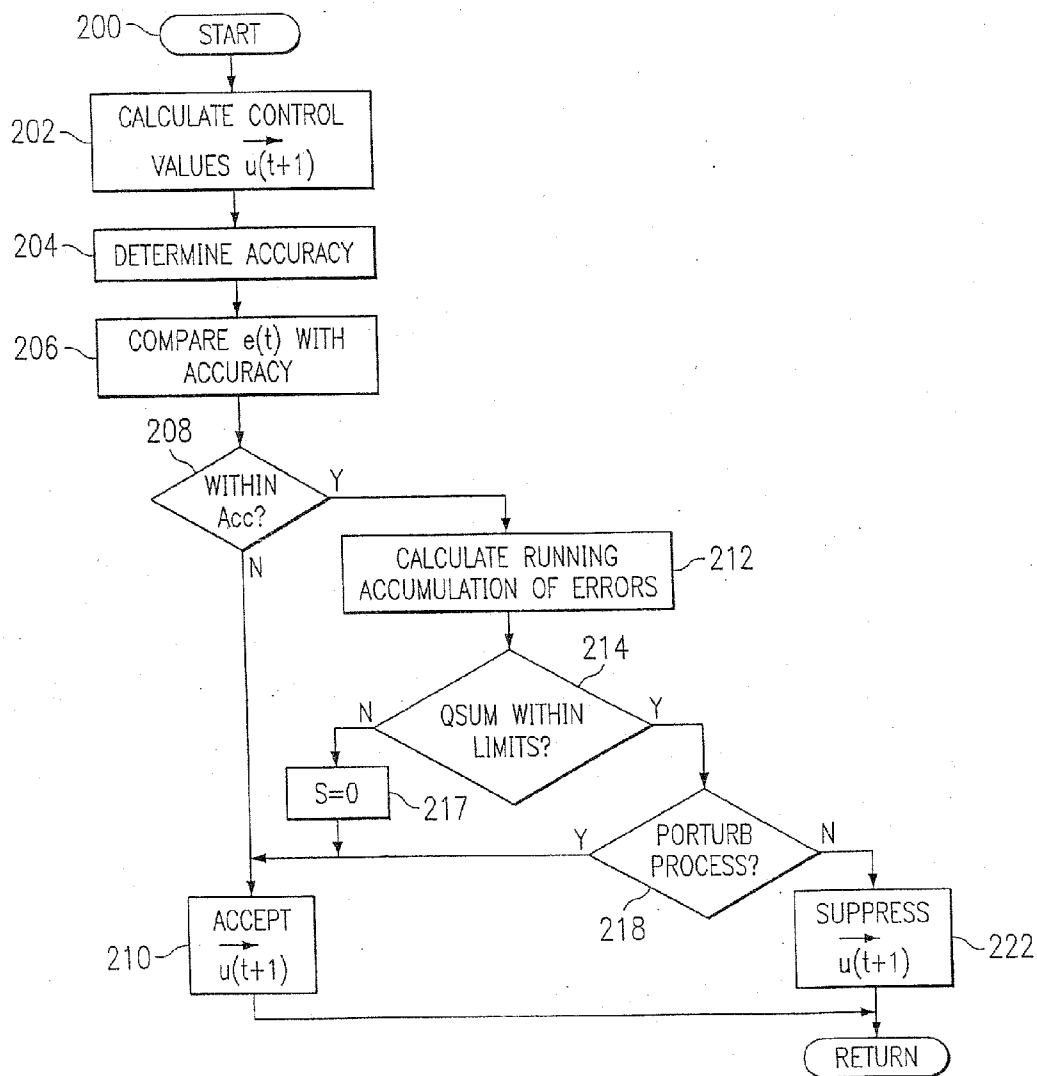 200
START
202
CALCULATE CONTROL
VALUES u(t+1)
204
DETERMINE ACCURACY
206
COMPARE e(t) WITH
ACCURACY
208
WITHIN
Acc?
Y
N
CALCULATE RUNNING
ACCUMULATION OF ERRORS
212
214
N
QSUM WITHIN
LIMITS?
Y
S=0
217
Y
PORTURB
PROCESS?
N
218
210
ACCEPT
u(t+1)
SUPPRESS
u(t+1)
222
RETURN